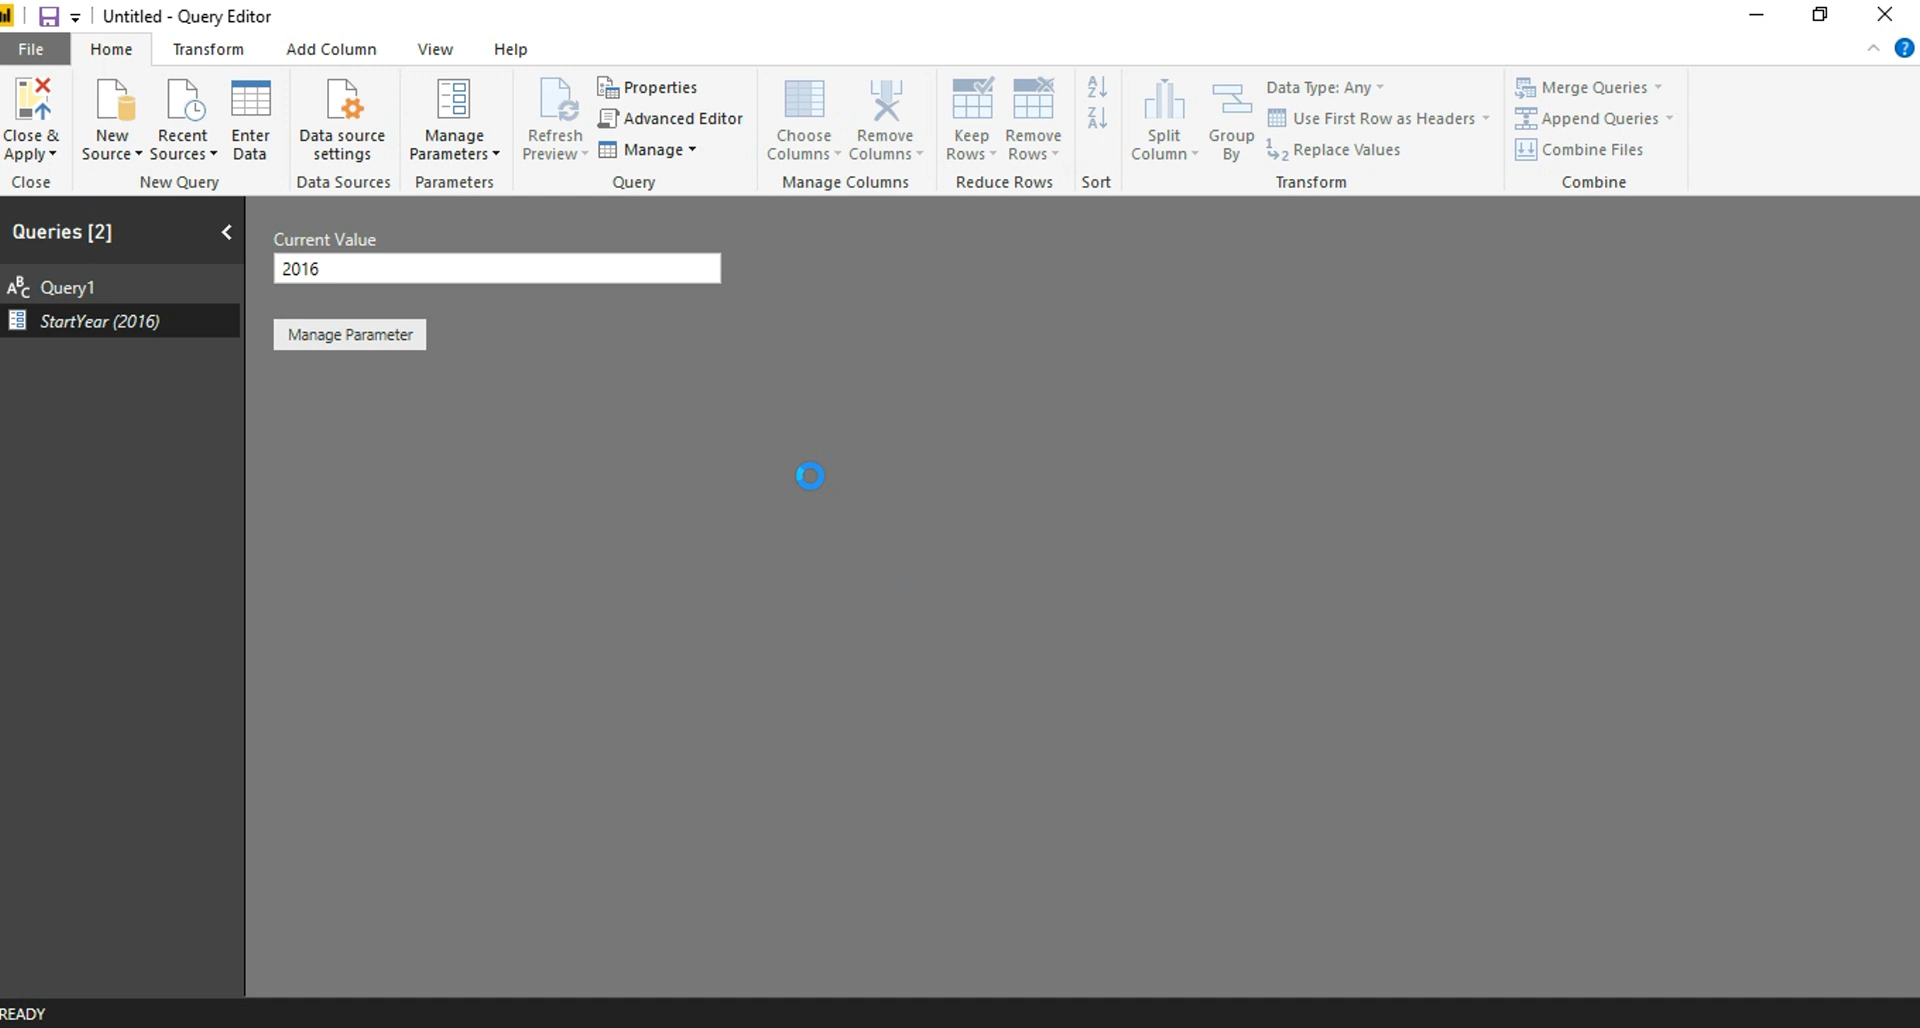 Untitled - Query Editor
File Home Transform Add Column View Help
Close & Apply
New Source
Recent Sources
Enter Data
Data source settings
Manage Parameters
Refresh Preview
Properties
Advanced Editor
Manage
Choose Columns
Remove Columns
Keep Rows
Remove Rows
A Z
Z A
Split Column
Group By
Data Type: Any
Use First Row as Headers
1 2 Replace Values
Merge Queries
Append Queries
Combine Files
Close New Query Data Sources Parameters Query Manage Columns Reduce Rows Sort Transform Combine
Queries [2]
ABC Query1
StartYear (2016)
Current Value
2016
Manage Parameter
READY